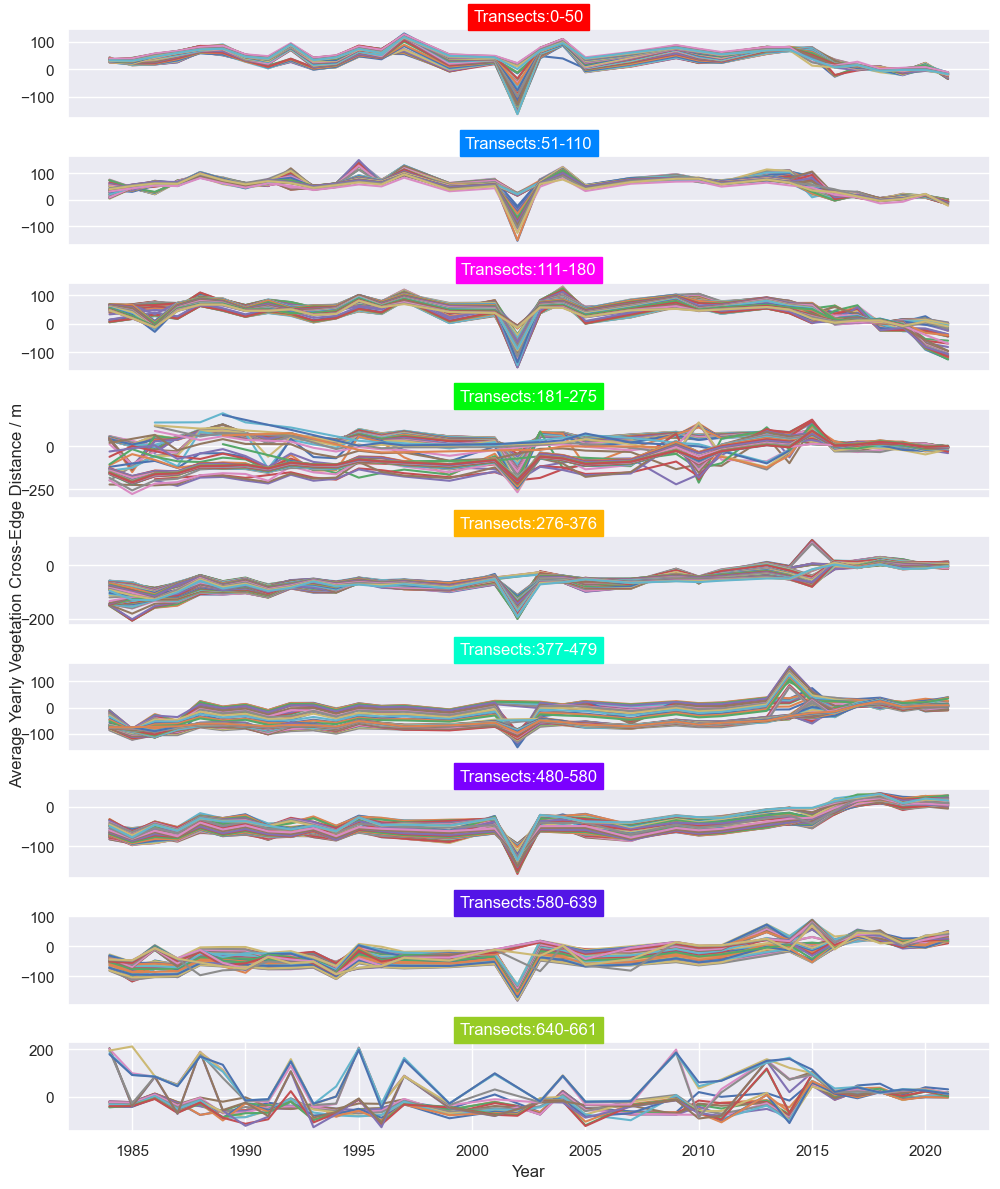 Transects:0-50
100
0
−100
Transects:51-110
100
0
−100
Transects:111-180
100
0
−100
Transects:181-275
0
−250
Transects:276-376
0
−200
Transects:377-479
100
0
−100
Transects:480-580
0
−100
Transects:580-639
100
0
−100
Transects:640-661
200
0
1985 1990 1995 2000 2005 2010 2015 2020
Year
Average Yearly Vegetation Cross-Edge Distance / m